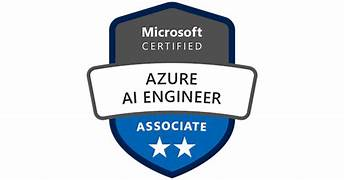 Microsoft
CERTIFIED
AZURE
AI ENGINEER
ASSOCIATE